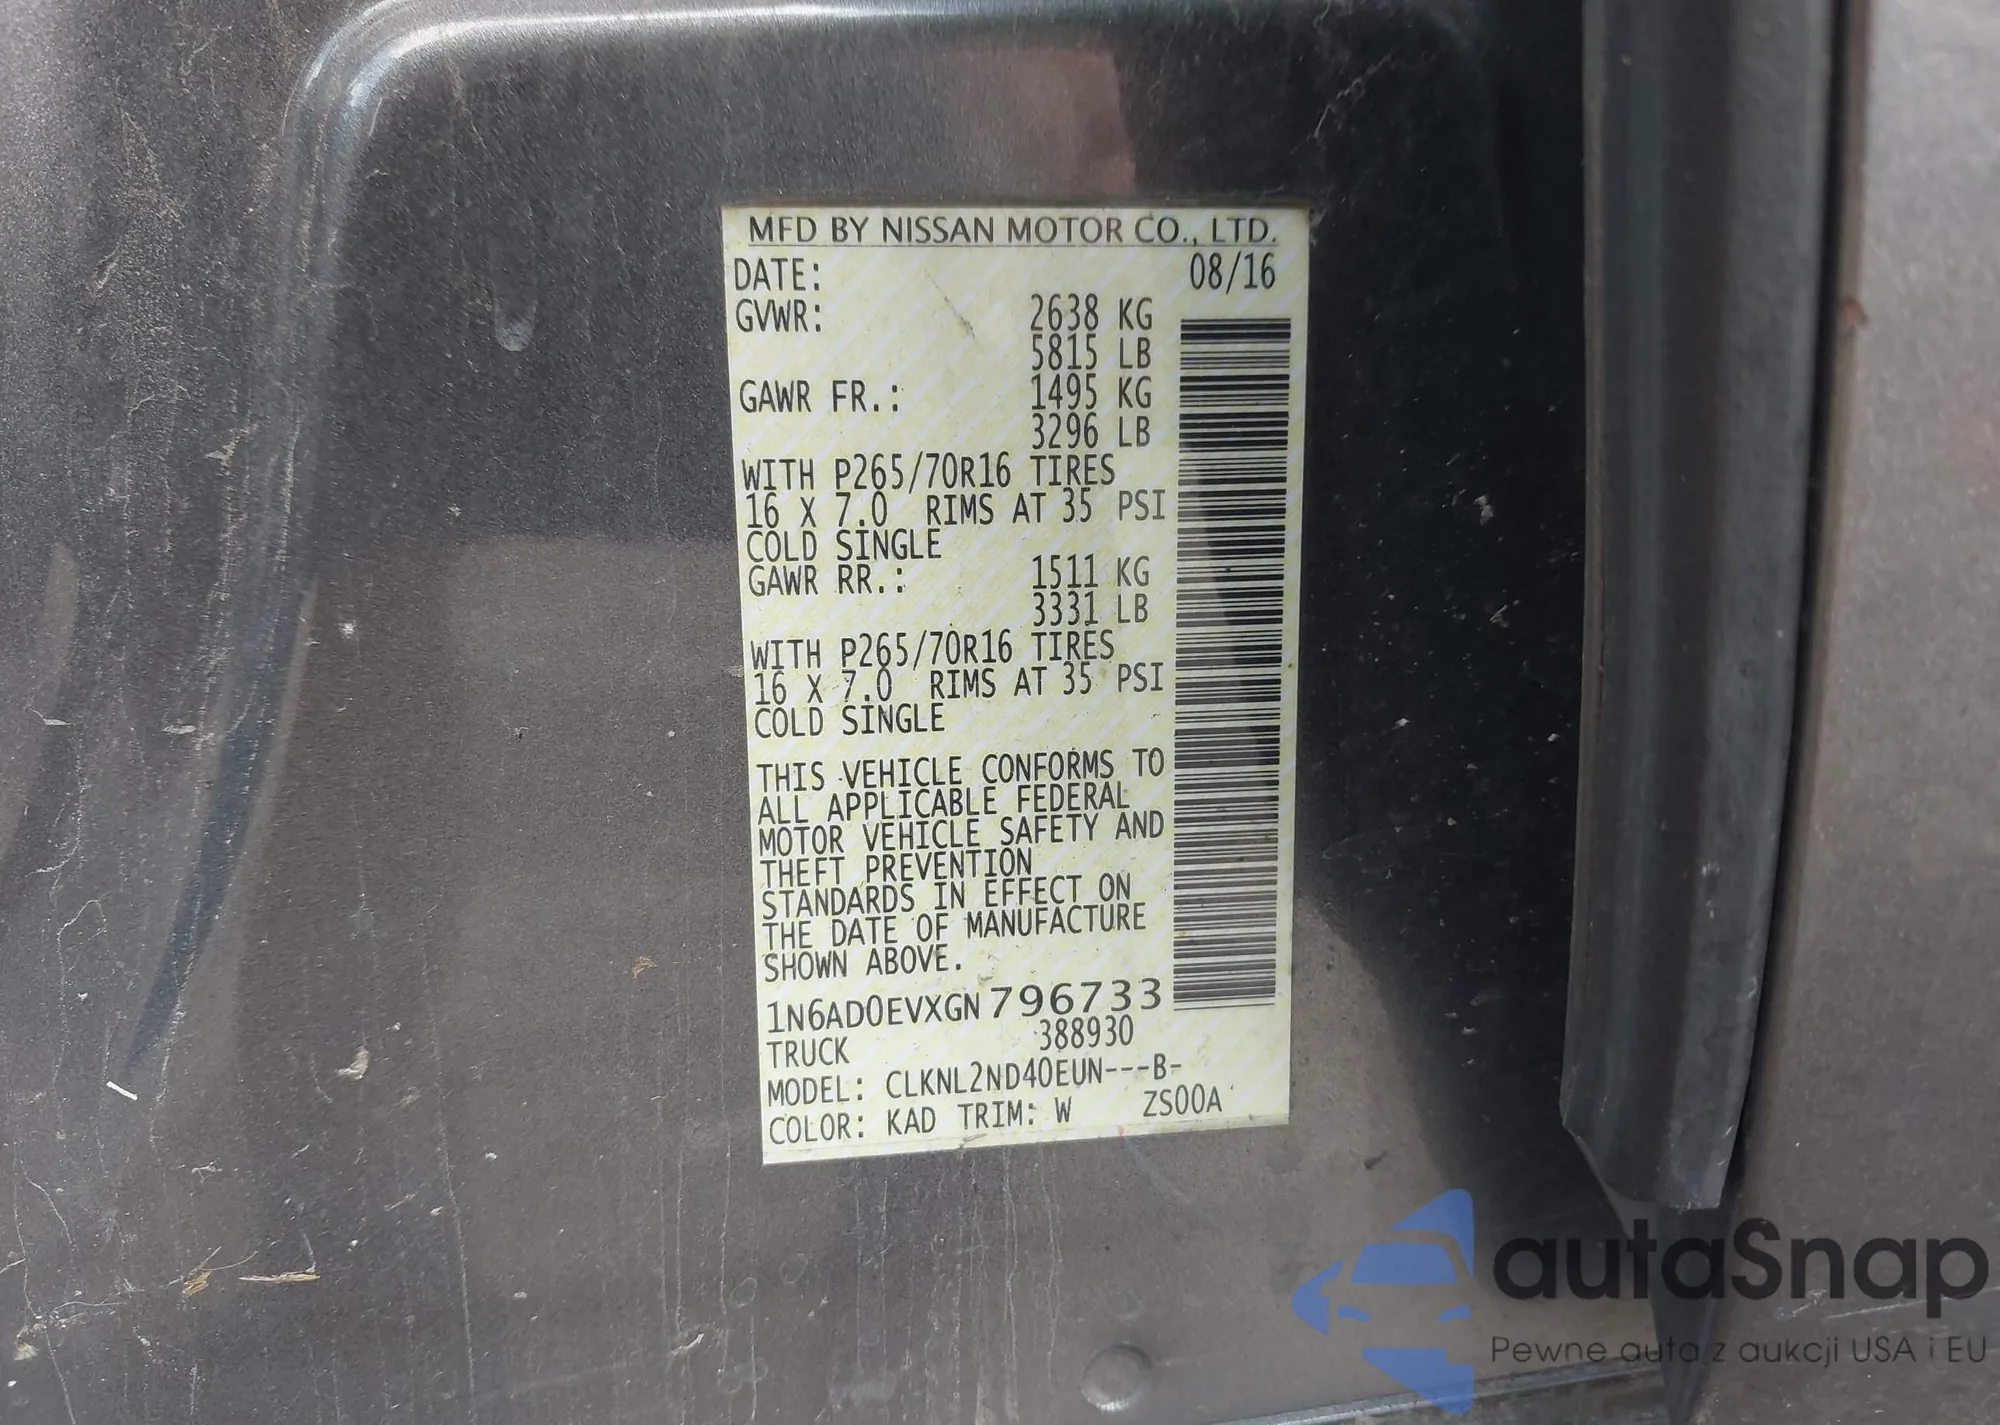 MFD BY NISSAN MOTOR CO., LTD.
DATE: 08/16
GVWR: 2638 KG
5815 LB
GAWR FR.: 1495 KG
3296 LB
WITH P265/70R16 TIRES
16 X 7.0 RIMS AT 35 PSI
COLD SINGLE
GAWR RR.: 1511 KG
3331 LB
WITH P265/70R16 TIRES
16 X 7.0 RIMS AT 35 PSI
COLD SINGLE
THIS VEHICLE CONFORMS TO
ALL APPLICABLE FEDERAL
MOTOR VEHICLE SAFETY AND
THEFT PREVENTION
STANDARDS IN EFFECT ON
THE DATE OF MANUFACTURE
SHOWN ABOVE.
1N6AD0EVXGN 796733
TRUCK 388930
MODEL: CLKNL2ND40EUN---B-
COLOR: KAD TRIM: W ZS00A
autaSnap
Pewne auta z aukcji USA i EU